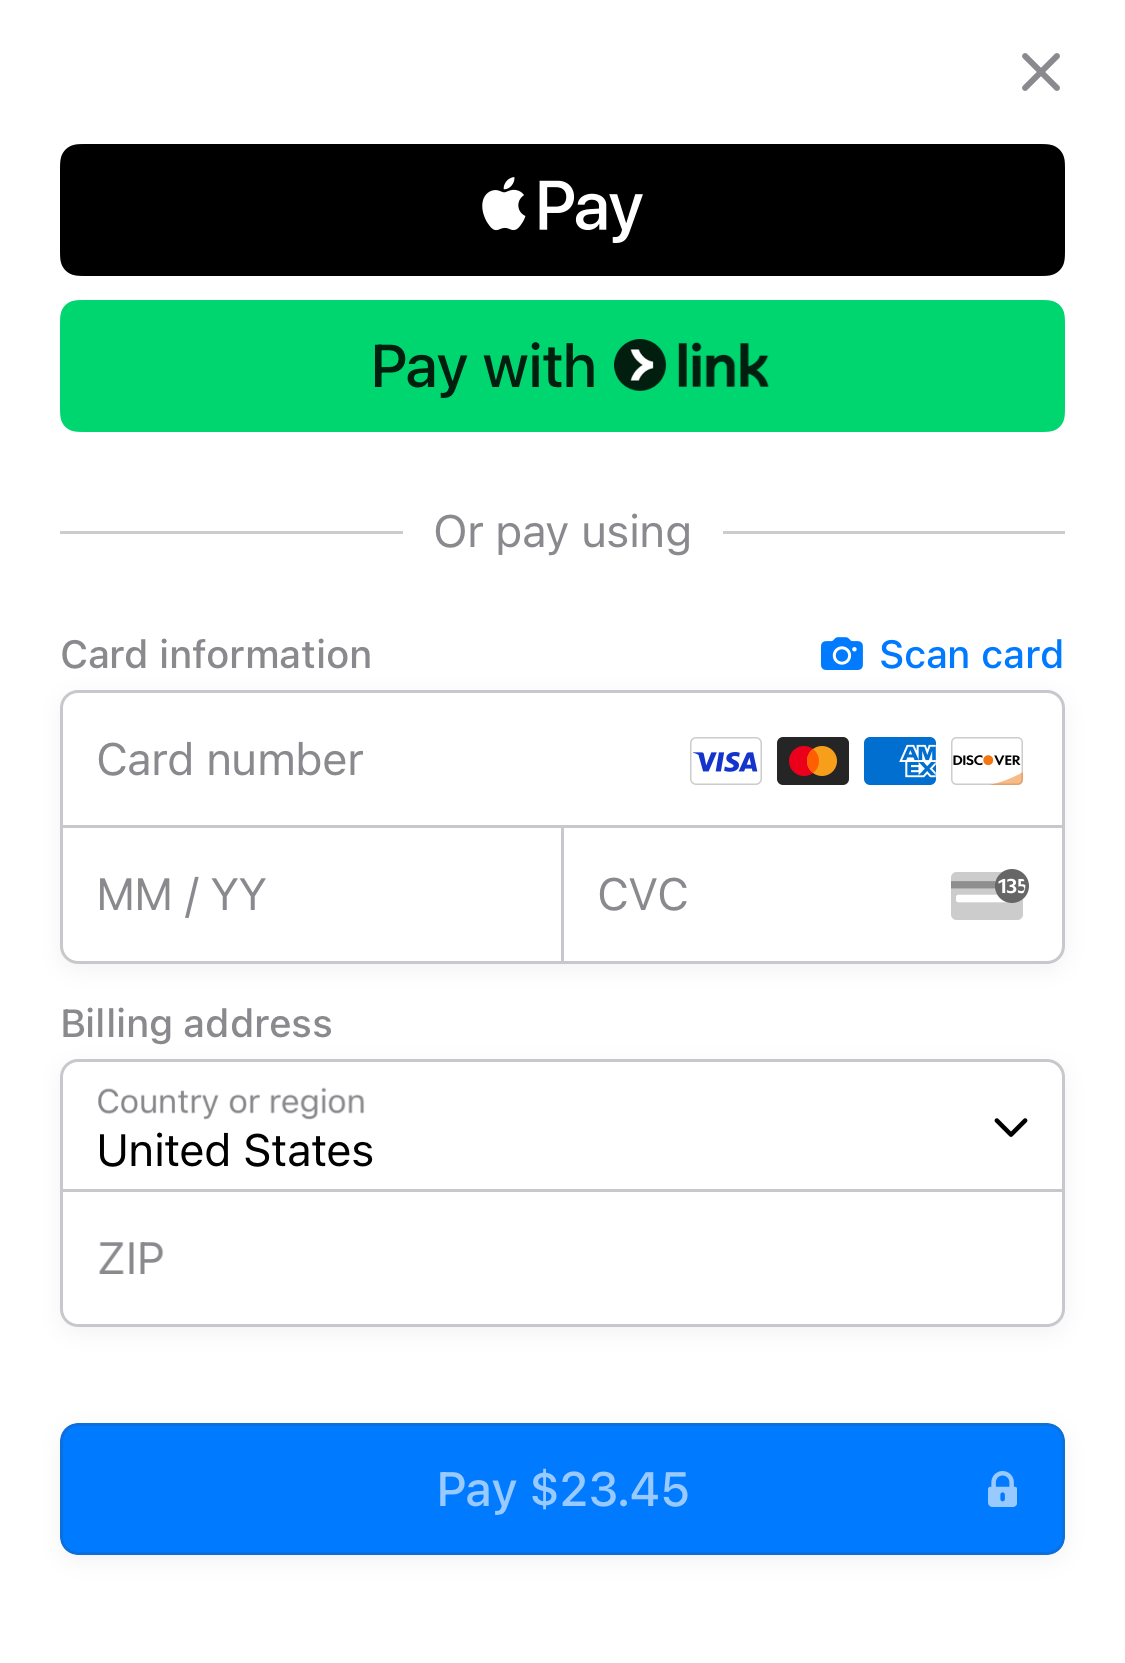 Pay
Pay with link
Or pay using
Card information
Scan card
Card number
VISA
AM
EX
DISCOVER
MM / YY
CVC
135
Billing address
Country or region
United States
ZIP
Pay $23.45